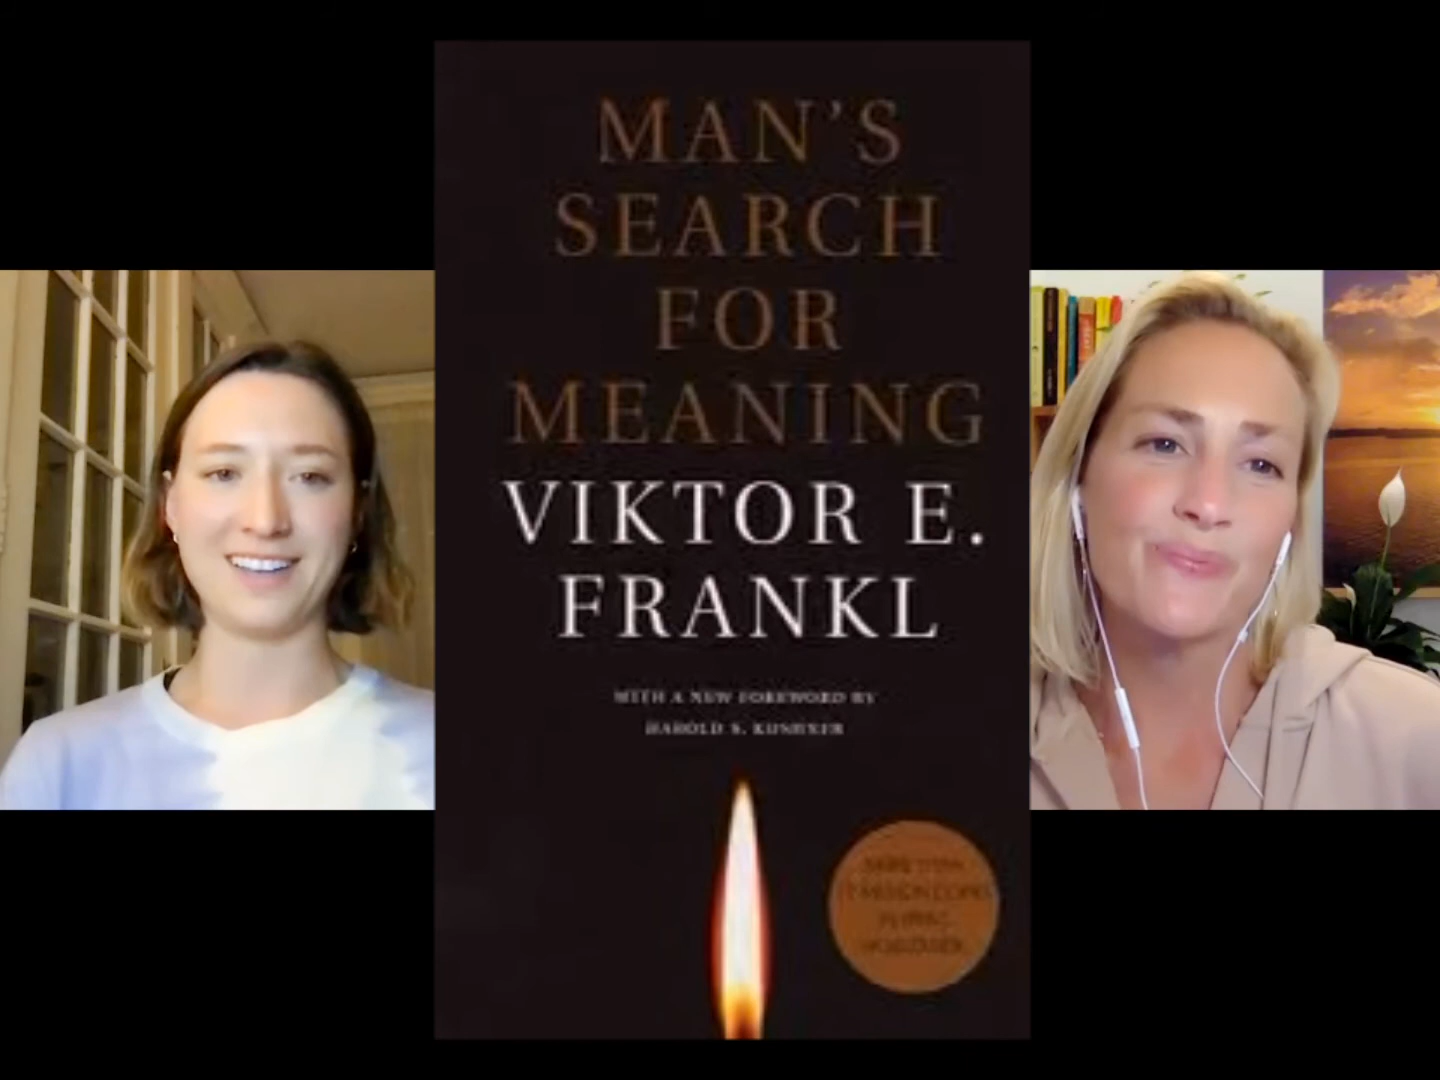 MAN'S
SEARCH
FOR
MEANING
VIKTOR E.
FRANKL
WITH A NEW FOREWORD BY
HAROLD S. KUSHNER